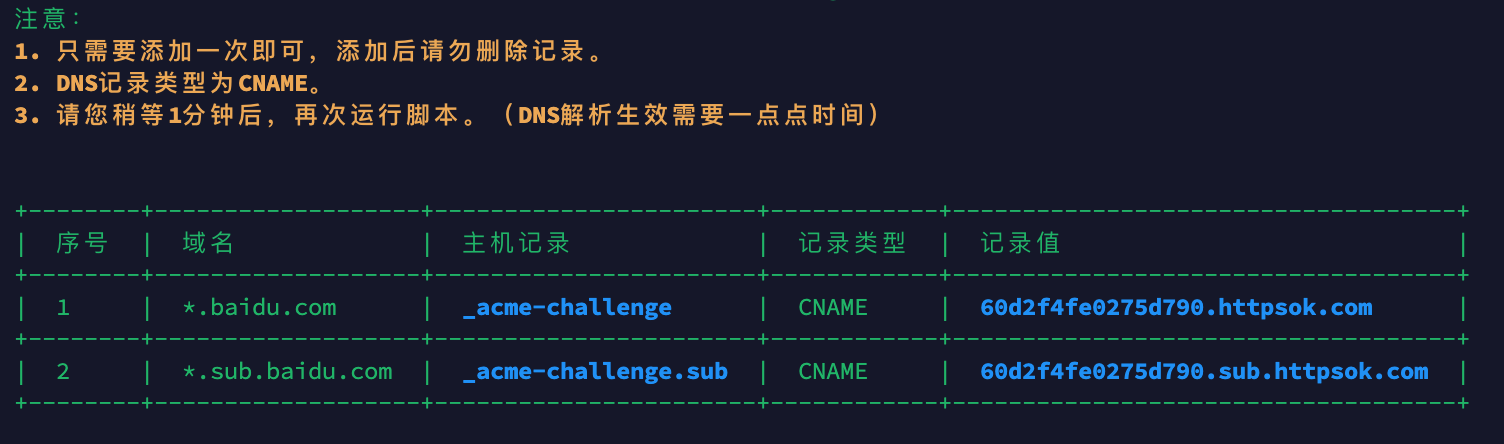 注意:
1. 只需要添加一次即可，添加后请勿删除记录。
2. DNS记录类型为CNAME。
3. 请您稍等1分钟后，再次运行脚本。（DNS解析生效需要一点点时间）
+--------+-------------------+-----------------------+------------+------------------------------------+
| 序号 | 域名 | 主机记录 | 记录类型 | 记录值 |
+--------+-------------------+-----------------------+------------+------------------------------------+
| 1 | *.baidu.com | _acme-challenge | CNAME | 60d2f4fe0275d790.httpsok.com |
+--------+-------------------+-----------------------+------------+------------------------------------+
| 2 | *.sub.baidu.com | _acme-challenge.sub | CNAME | 60d2f4fe0275d790.sub.httpsok.com |
+--------+-------------------+-----------------------+------------+------------------------------------+